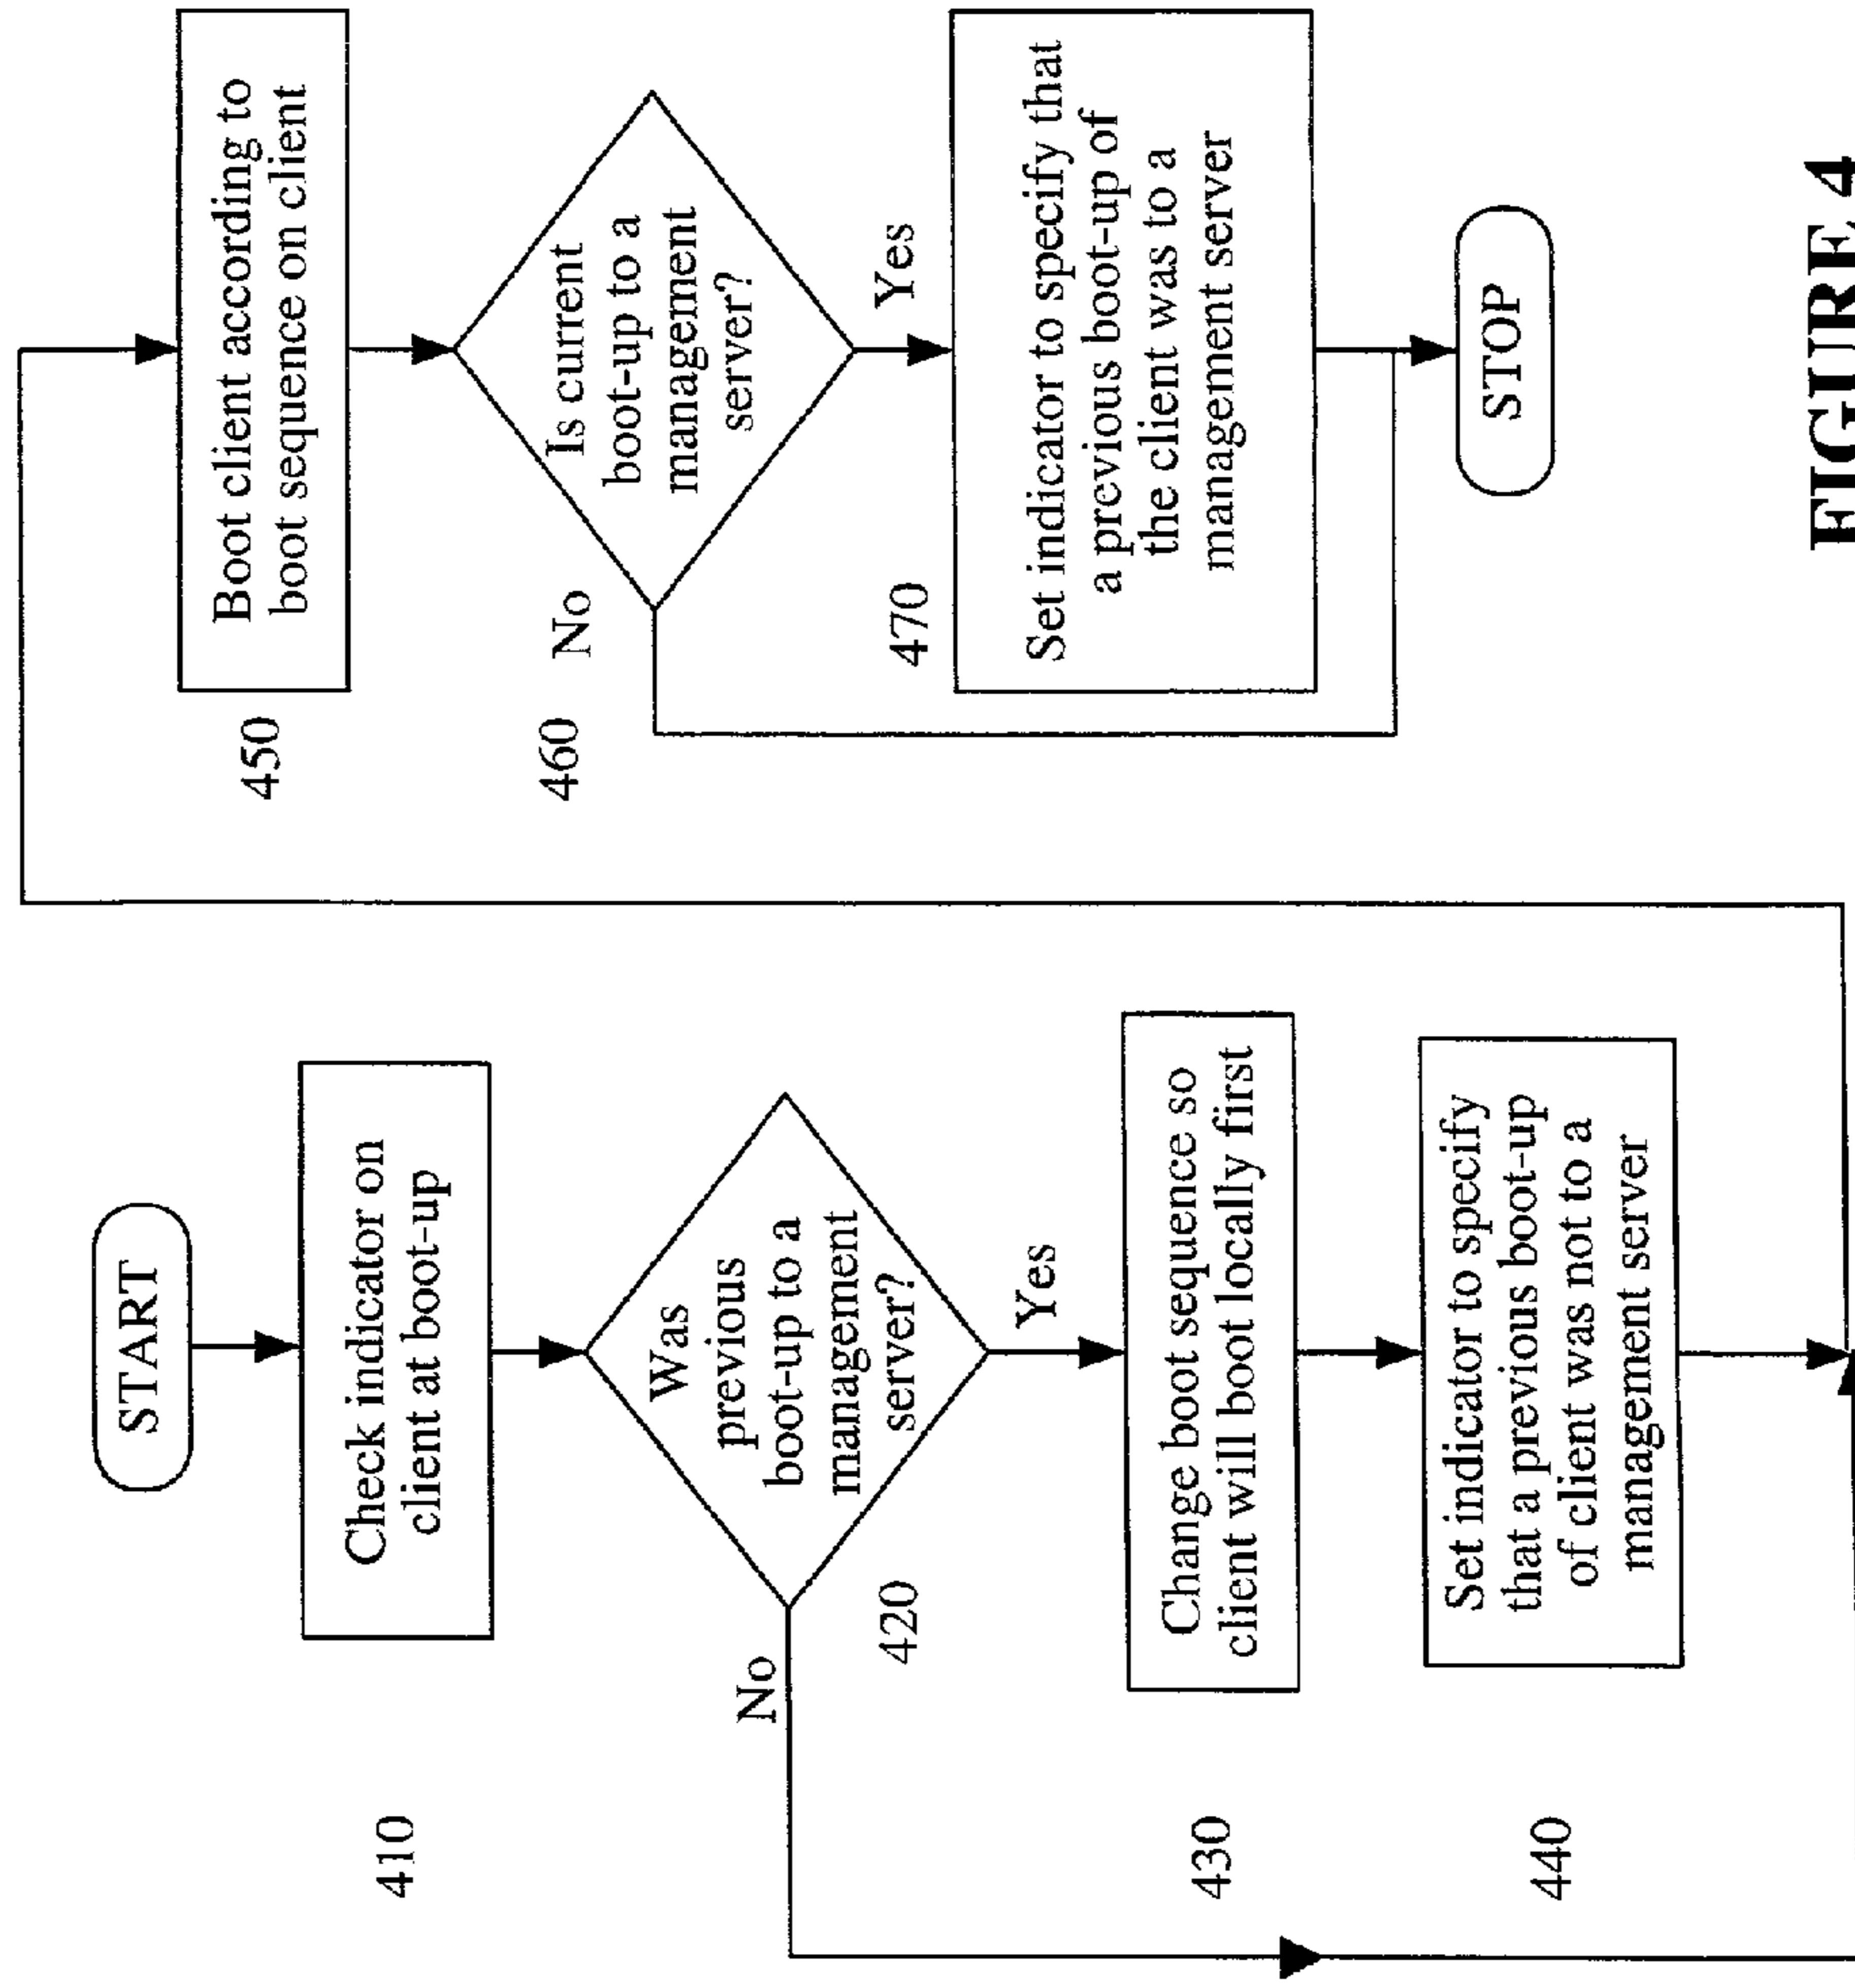 START
410
Check indicator on
client at boot-up
Was
previous
boot-up to a
management
server?
No
420
Yes
430
Change boot sequence so
client will boot locally first
440
Set indicator to specify
that a previous boot-up
of client was not to a
management server
450
Boot client according to
boot sequence on client
Is current
boot-up to a
management
server?
460
No
Yes
470
Set indicator to specify that
a previous boot-up of
the client was to a
management server
STOP
FIGURE 4